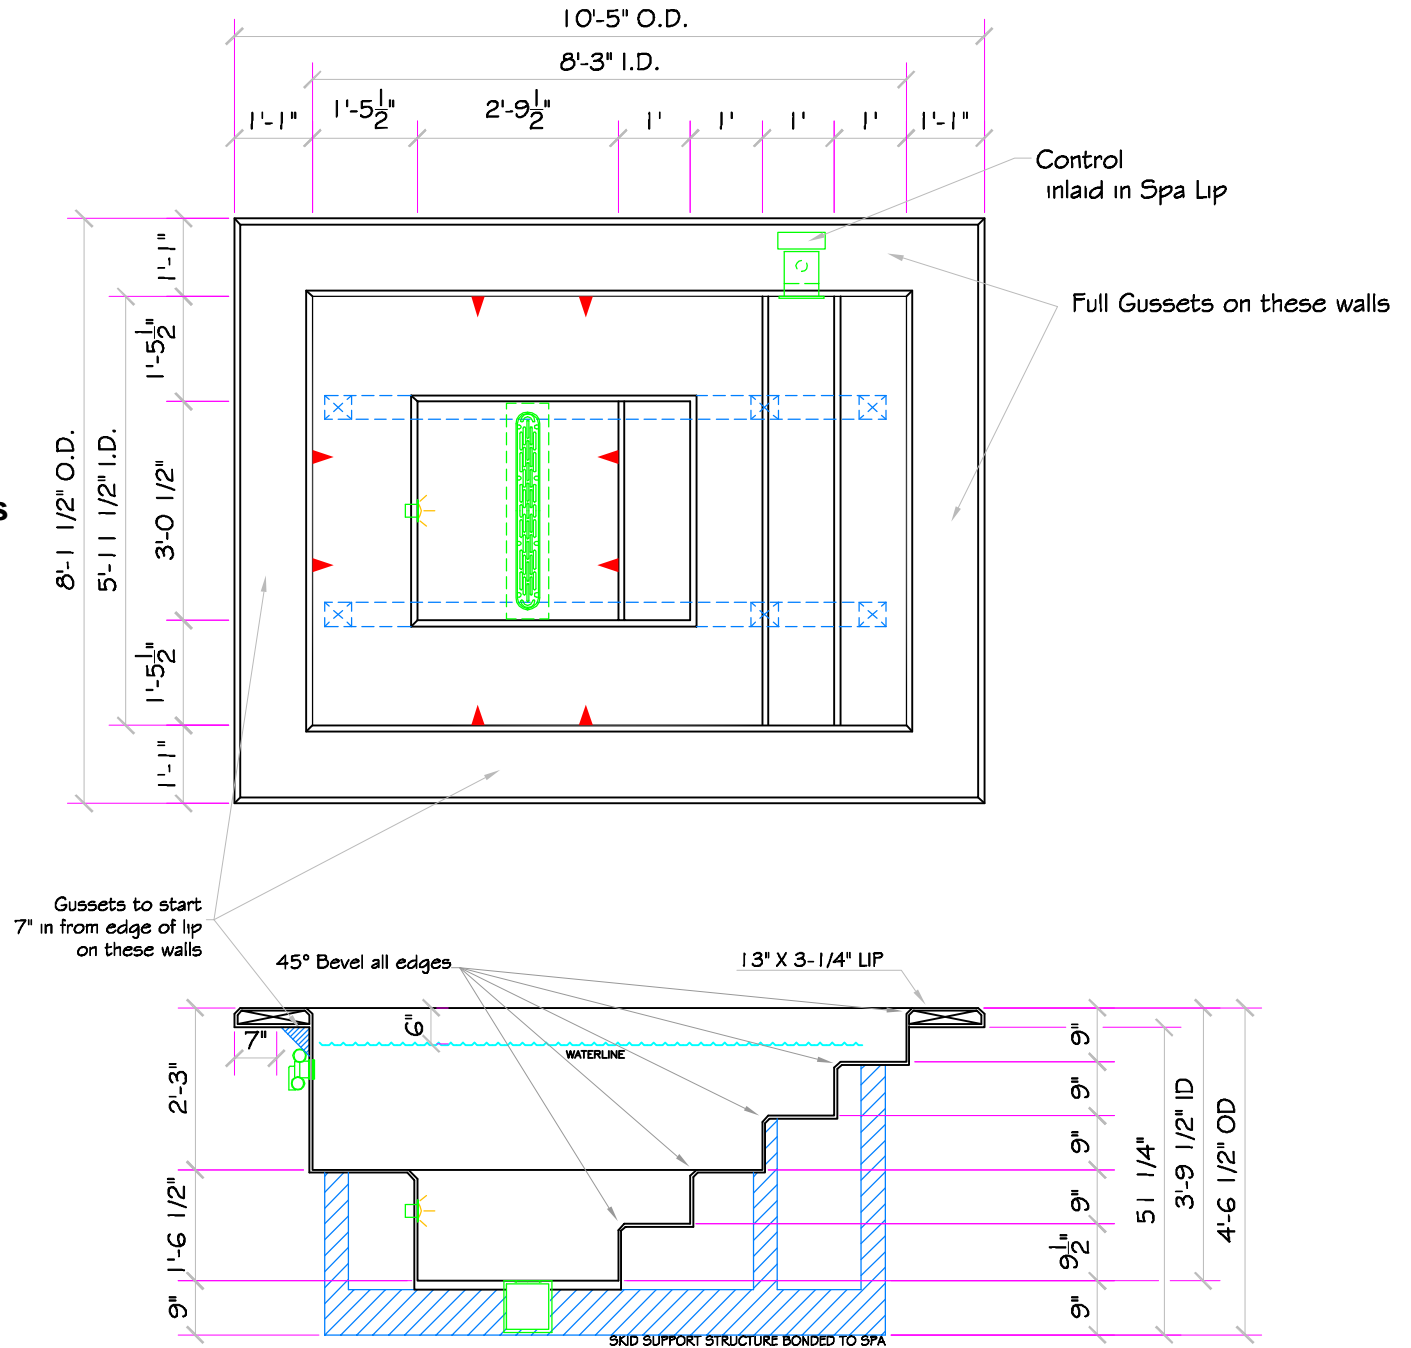 10'-5" O.D.
8'-3" I.D.
1'-1" 1'-5 1/2" 2'-9 1/2" 1' 1' 1' 1' 1'-1"
Control
inlaid in Spa Lip
Full Gussets on these walls
1'-1"
1'-5 1/2"
3'-0 1/2"
1'-5 1/2"
1'-1"
5'-11 1/2" I.D.
8'-1 1/2" O.D.
s
Gussets to start
7" in from edge of lip
on these walls
45° Bevel all edges
13" X 3-1/4" LIP
7"
6"
WATERLINE
2'-3"
1'-6 1/2"
9"
9"
9"
9"
9"
9 1/2"
9"
51 1/4"
3'-9 1/2" ID
4'-6 1/2" OD
SKID SUPPORT STRUCTURE BONDED TO SPA